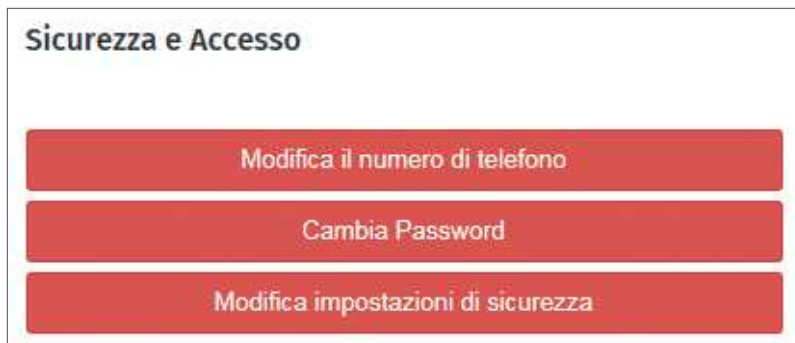 Sicurezza e Accesso
Modifica il numero di telefono
Cambia Password
Modifica impostazioni di sicurezza